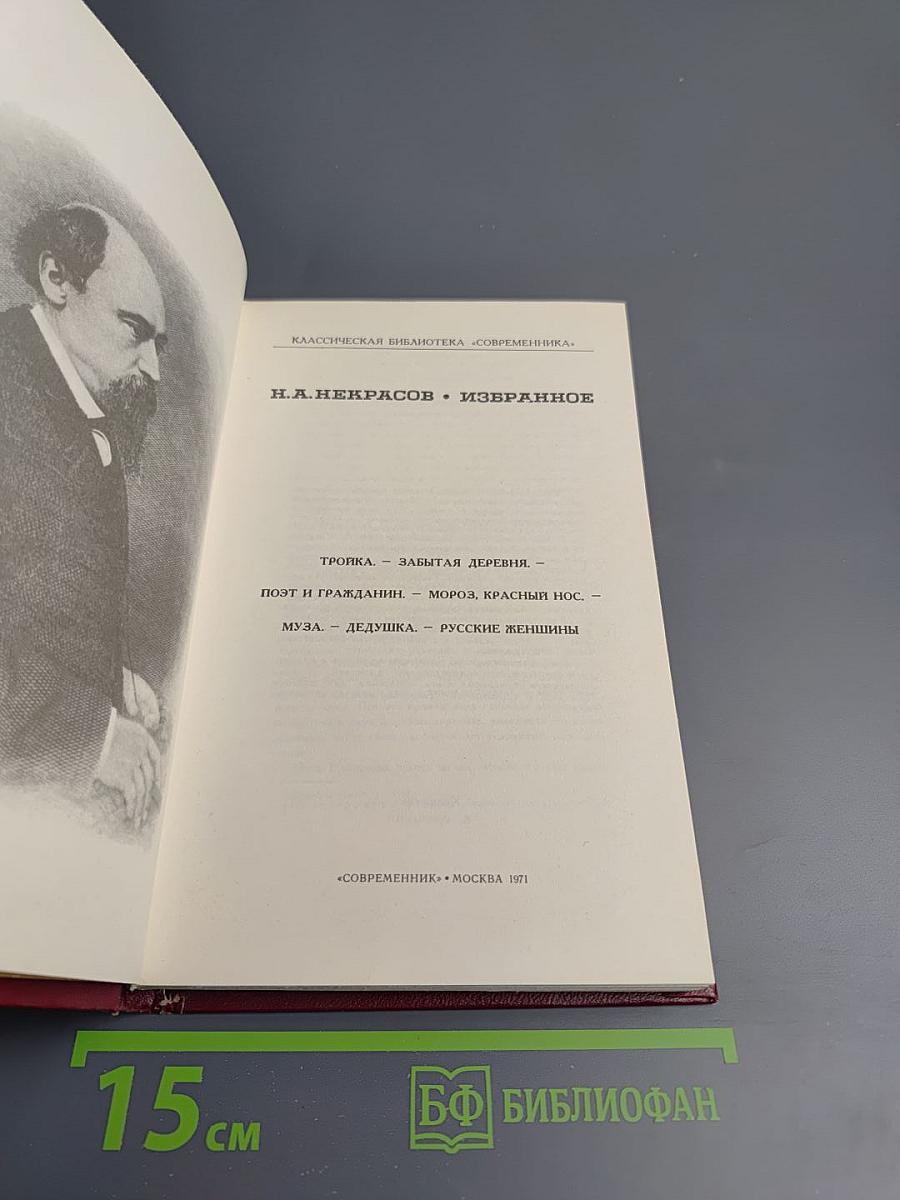 КЛАССИЧЕСКАЯ БИБЛИОТЕКА «СОВРЕМЕННИКА»
Н.А.НЕКРАСОВ • ИЗБРАННОЕ
ТРОЙКА. — ЗАБЫТАЯ ДЕРЕВНЯ. —
ПОЭТ И ГРАЖДАНИН. — МОРОЗ, КРАСНЫЙ НОС. —
МУЗА. — ДЕДУШКА. — РУССКИЕ ЖЕНЩИНЫ
«СОВРЕМЕННИК» • МОСКВА 1971
15 см
БФ БИБЛИОФАН